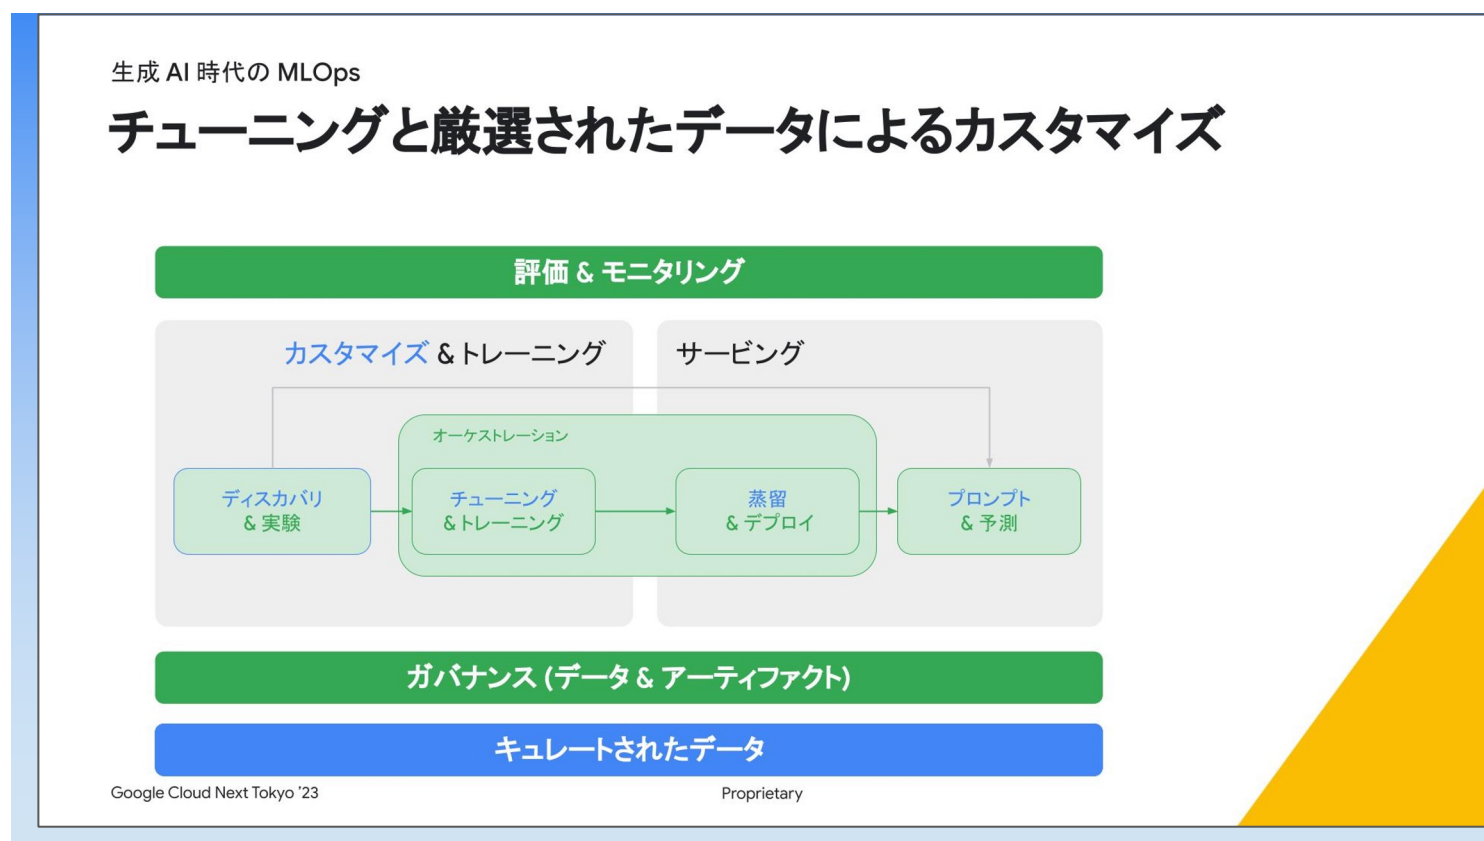 生成 AI 時代の MLOps
チューニングと厳選されたデータによるカスタマイズ
評価 & モニタリング
カスタマイズ & トレーニング
サービング
オーケストレーション
ディスカバリ
& 実験
チューニング
& トレーニング
蒸留
& デプロイ
プロンプト
& 予測
ガバナンス (データ & アーティファクト)
キュレートされたデータ
Google Cloud Next Tokyo ’23
Proprietary